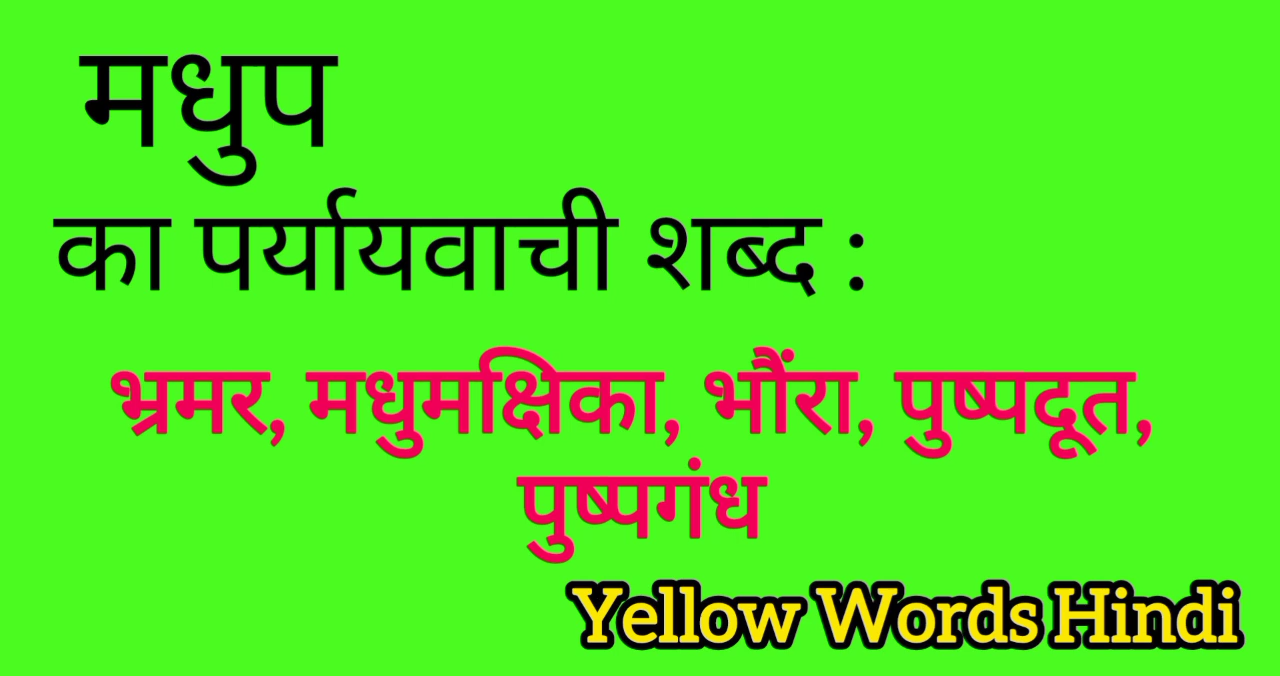 मधुप
का पर्यायवाची शब्द :
भ्रमर, मधुमक्षिका, भौंरा, पुष्पदूत,
पुष्पगंध
Yellow Words Hindi